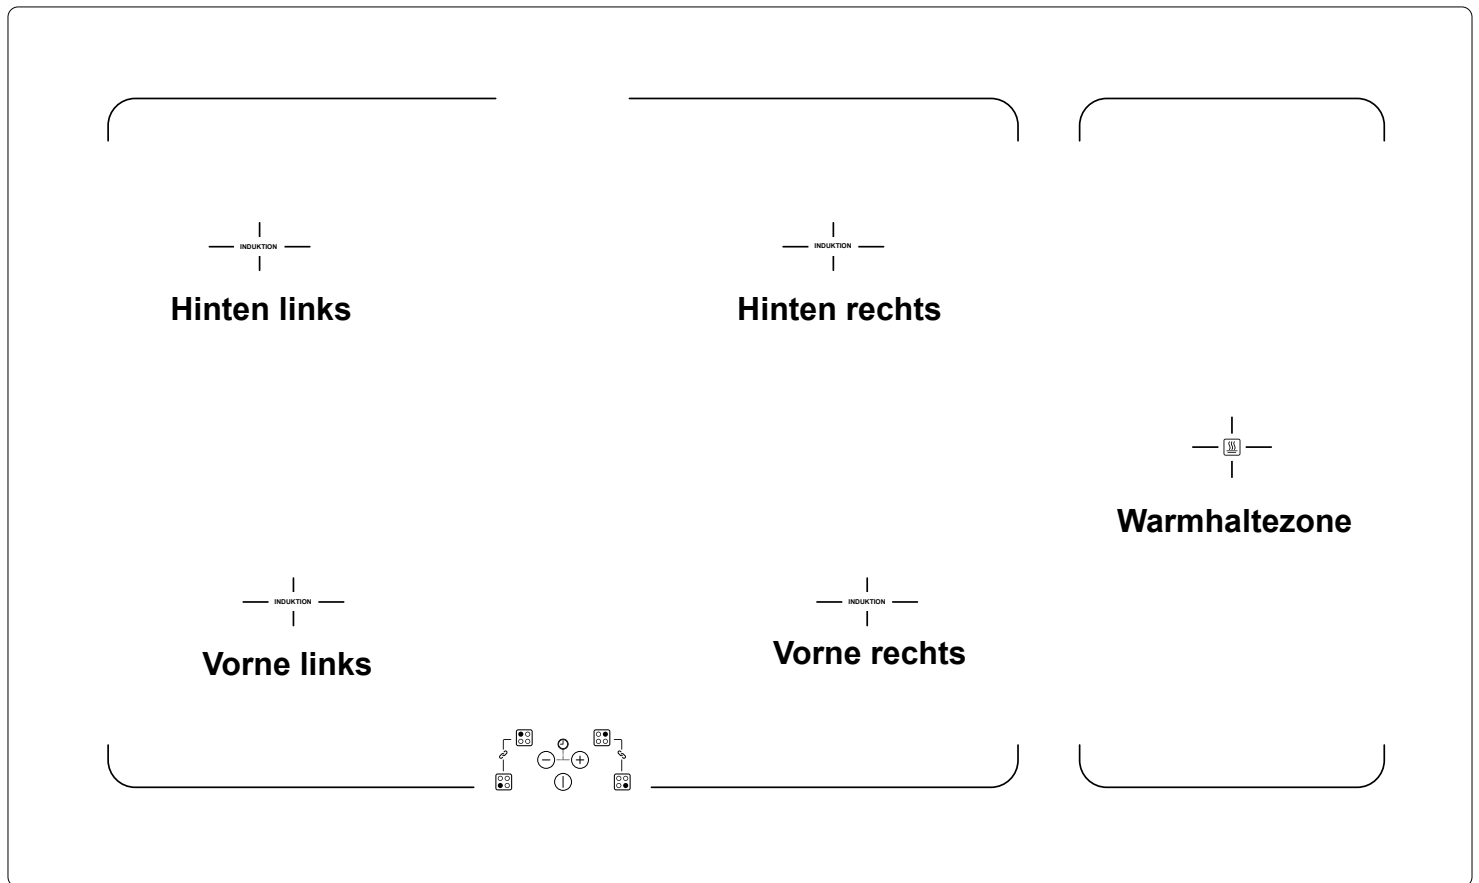 INDUKTION
INDUKTION
Hinten links
Hinten rechts
Warmhaltezone
INDUKTION
INDUKTION
Vorne links
Vorne rechts